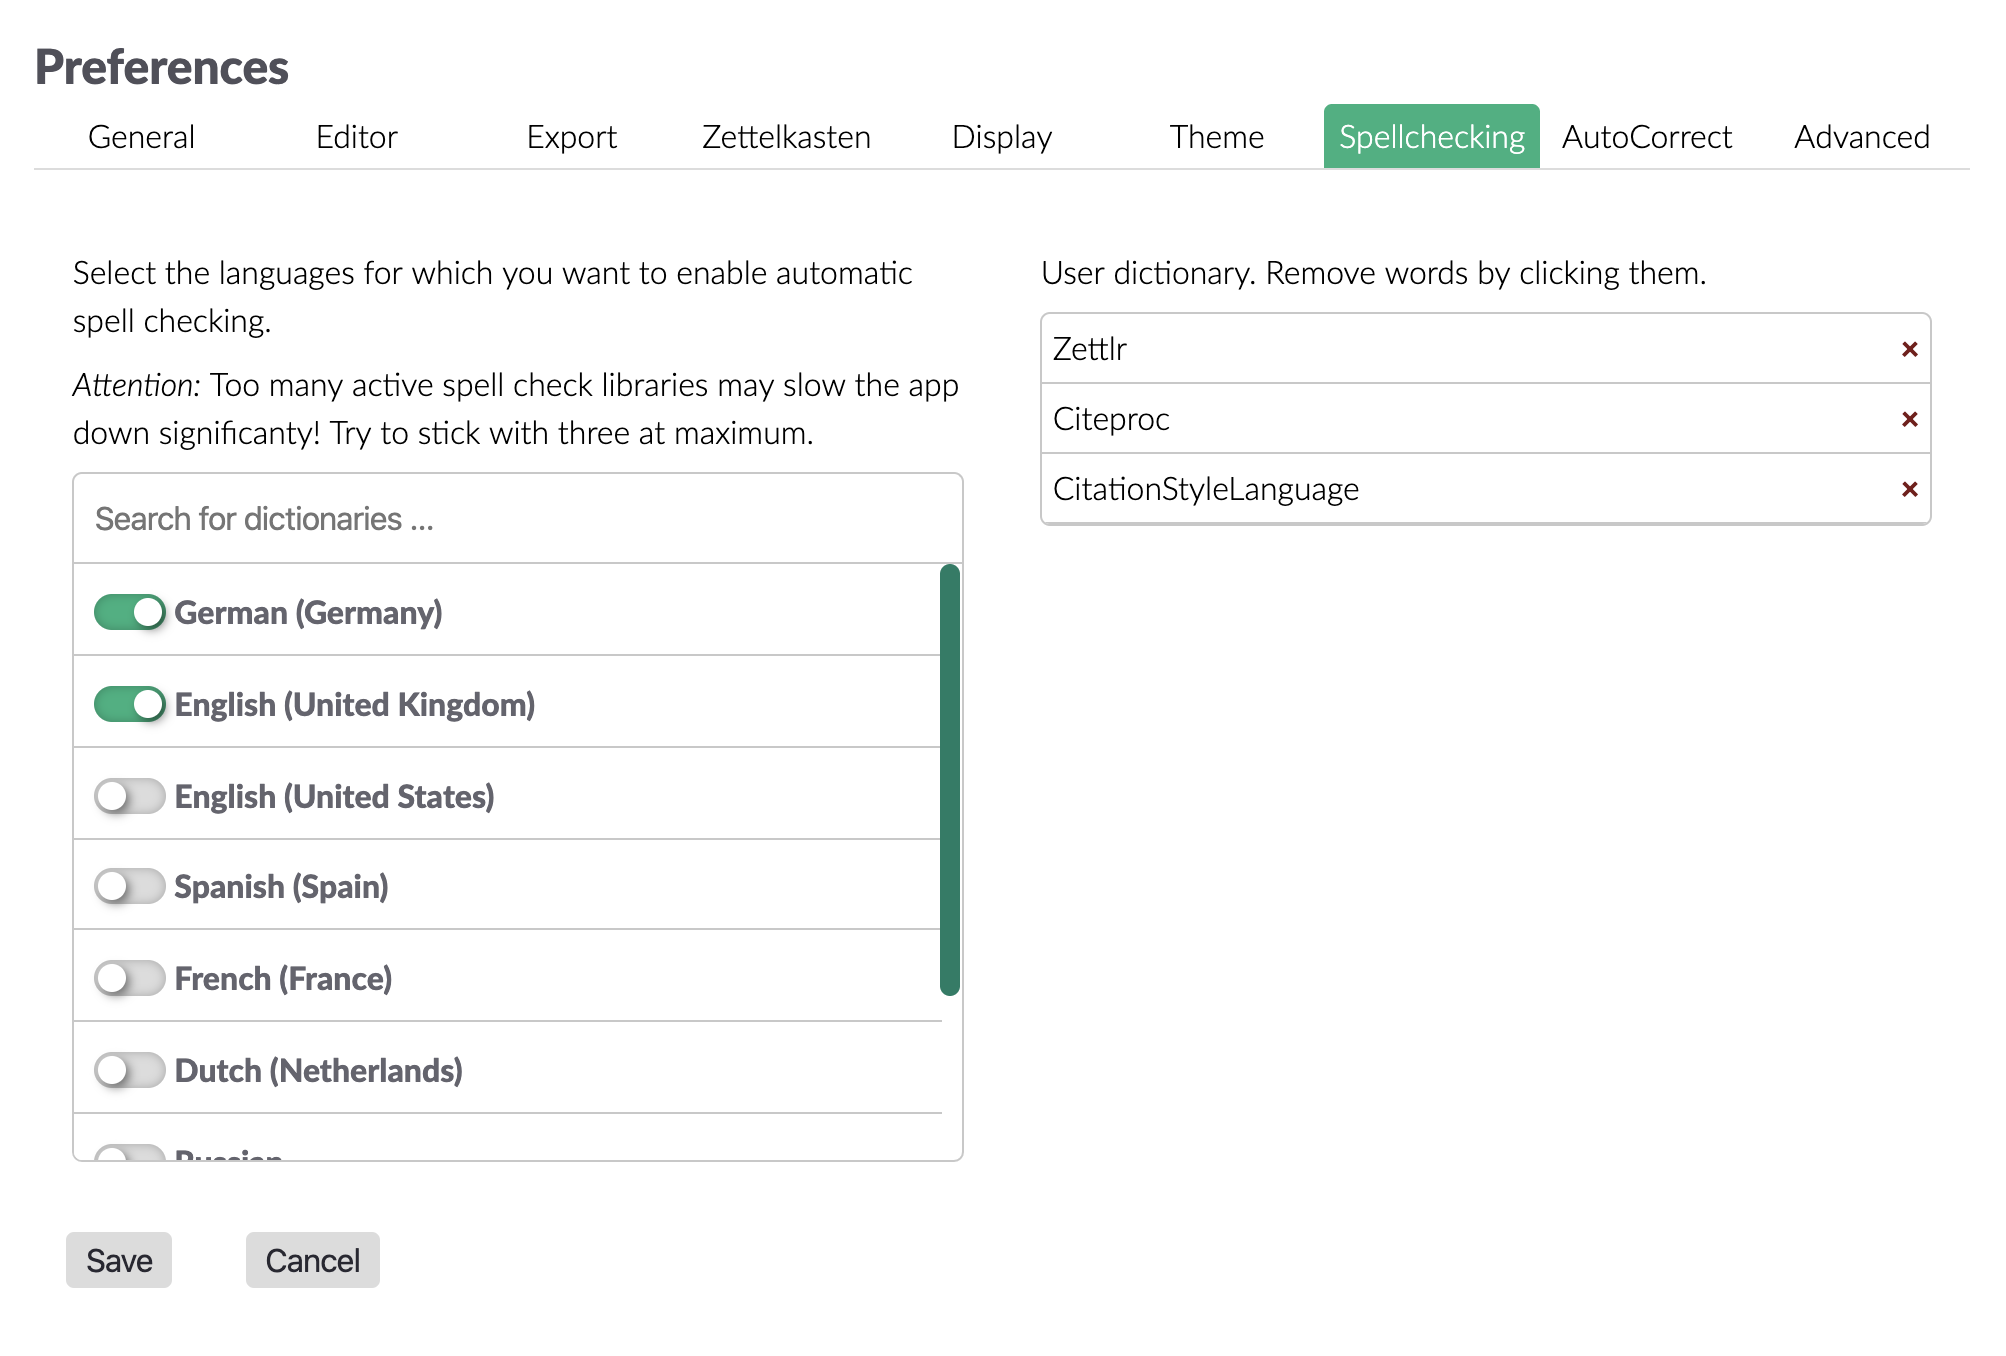 Preferences
General Editor Export Zettelkasten Display Theme Spellchecking AutoCorrect Advanced
Select the languages for which you want to enable automatic
spell checking.
Attention: Too many active spell check libraries may slow the app
down significanty! Try to stick with three at maximum.
Search for dictionaries ...
German (Germany)
English (United Kingdom)
English (United States)
Spanish (Spain)
French (France)
Dutch (Netherlands)
Russian
User dictionary. Remove words by clicking them.
Zettlr
Citeproc
CitationStyleLanguage
Save Cancel